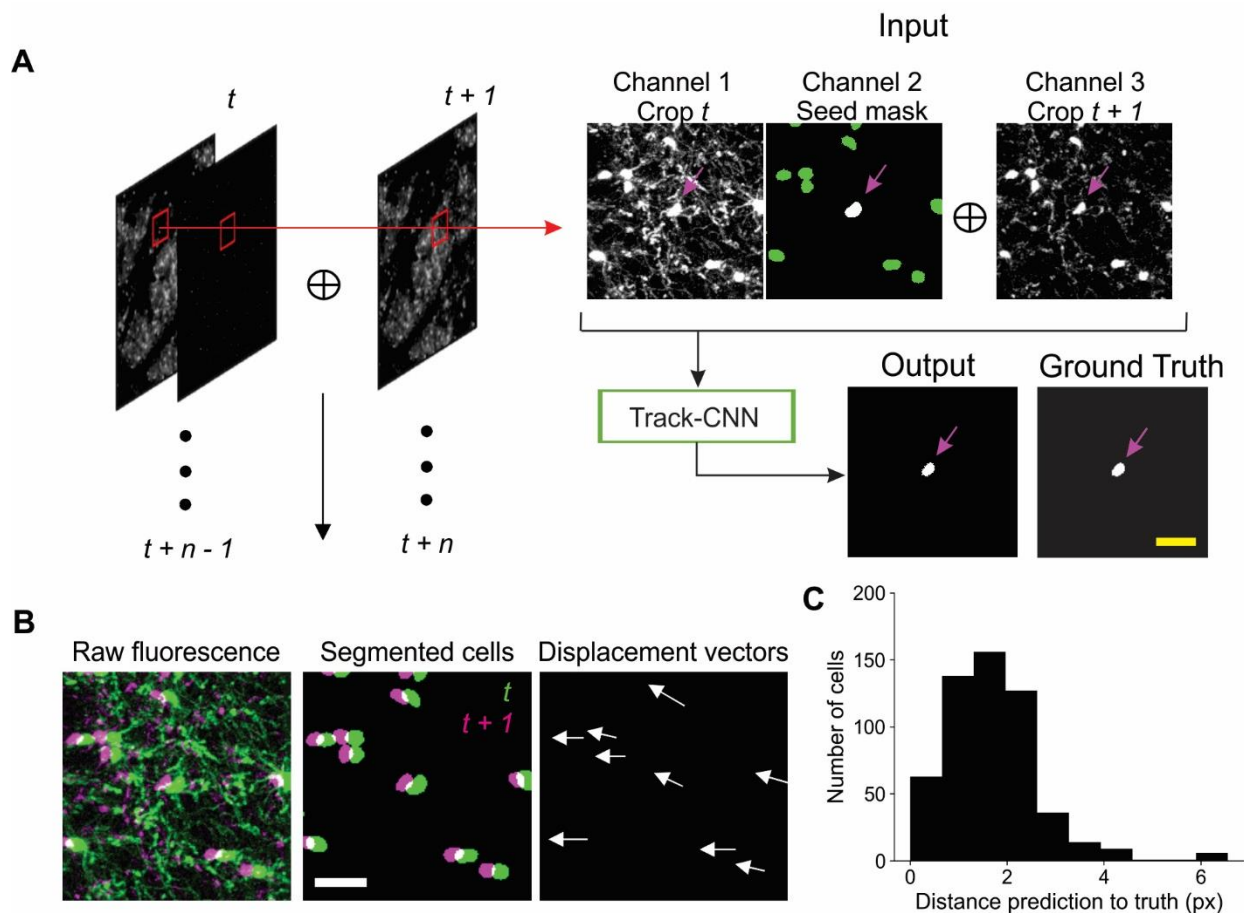 A
t
t + 1
t + n - 1
t + n
Input
Channel 1
Crop t
Channel 2
Seed mask
Channel 3
Crop t + 1
Track-CNN
Output
Ground Truth
B
Raw fluorescence
Segmented cells
Displacement vectors
t
t + 1
C
Number of cells
200
150
100
50
0
0
2
4
6
Distance prediction to truth (px)